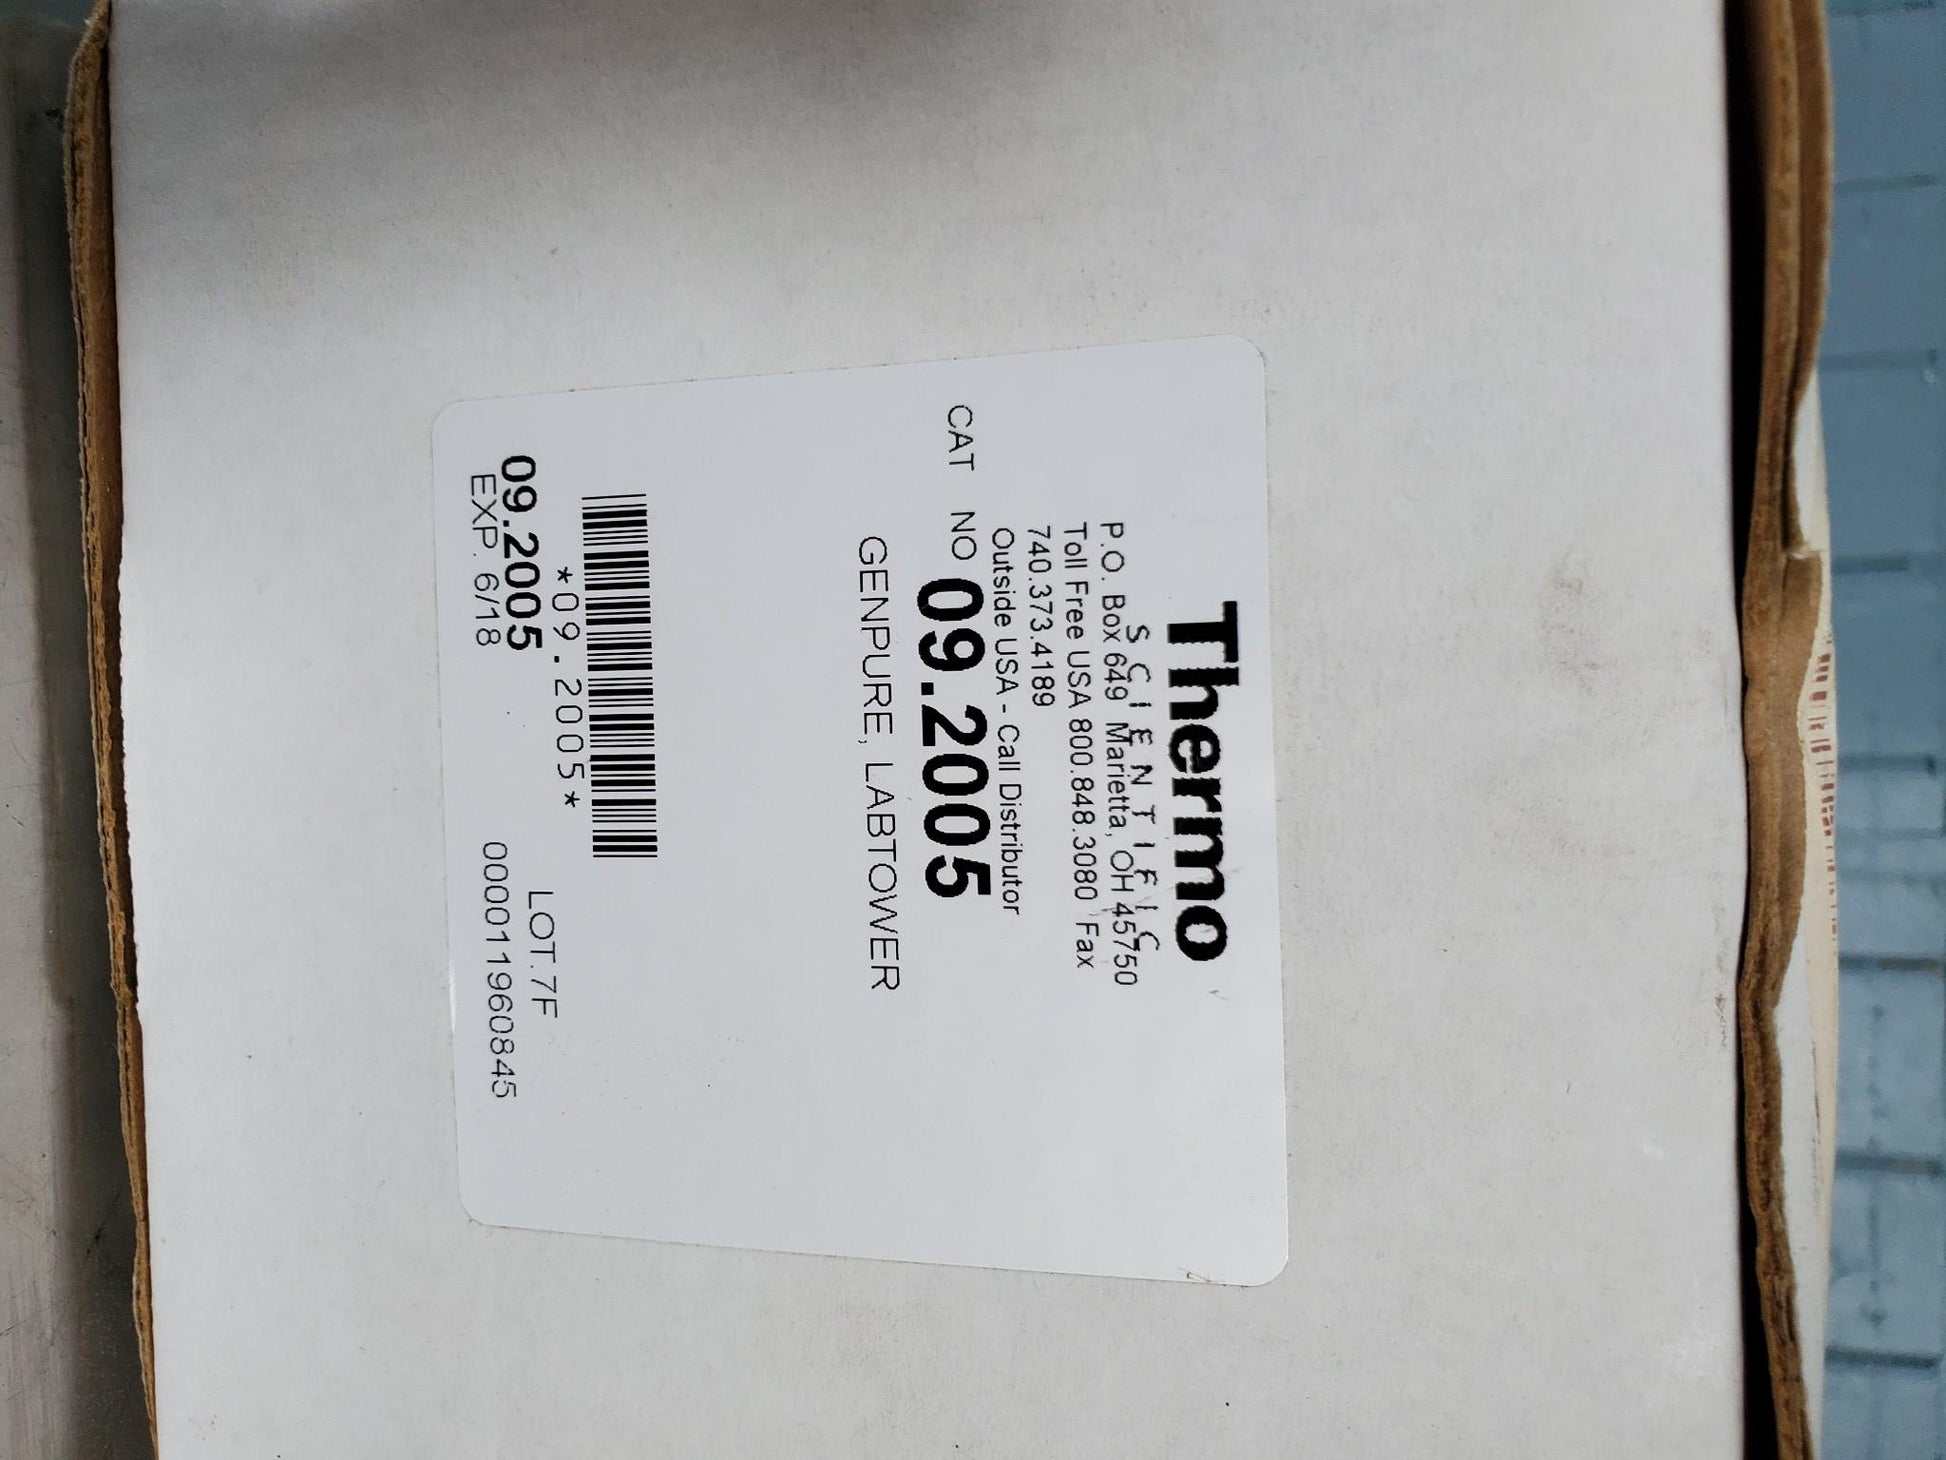 Thermo
SCIENTIFIC
P.O. Box 649 Marietta, OH 45750
Toll Free USA 800.848.3080 Fax
740.373.4189
Outside USA - Call Distributor
CAT NO 09.2005
GENPURE, LABTOWER
*09.2005*
09.2005 LOT.7F
EXP. 6/18 0000119608845